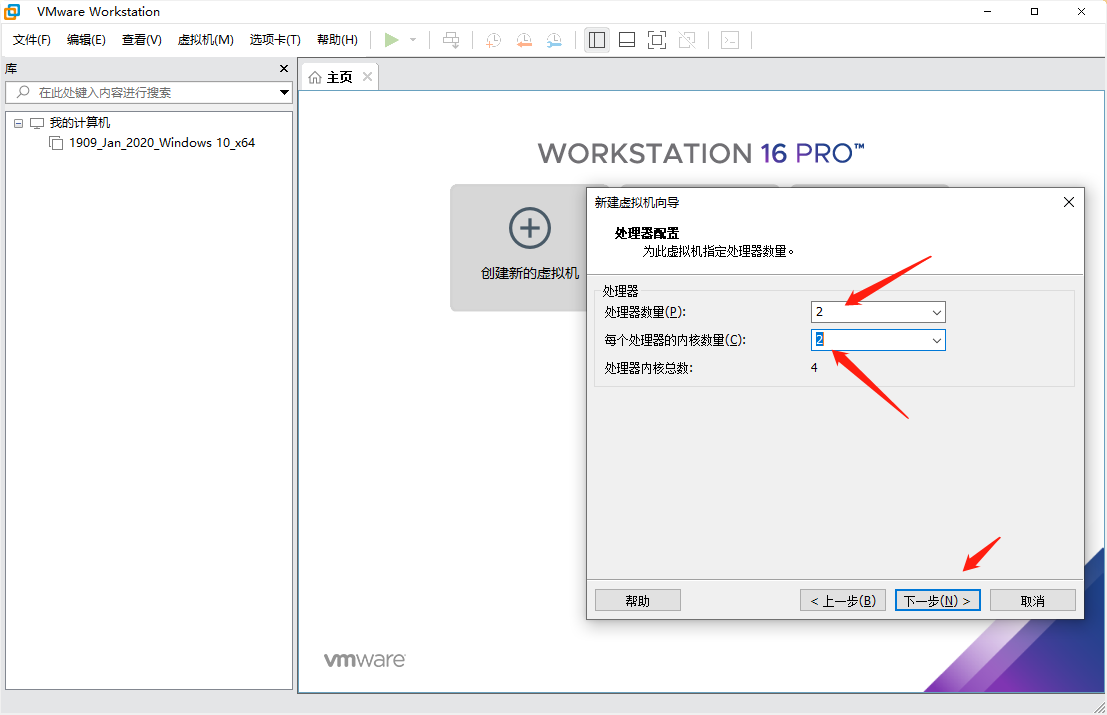 VMware Workstation
文件(F) 编辑(E) 查看(V) 虚拟机(M) 选项卡(T) 帮助(H)
库
在此处键入内容进行搜索
我的计算机
1909_Jan_2020_Windows 10_x64
主页
WORKSTATION 16 PRO™
创建新的虚拟机
新建虚拟机向导
处理器配置
为此虚拟机指定处理器数量。
处理器
处理器数量(P): 2
每个处理器的内核数量(C): 2
处理器内核总数: 4
帮助 < 上一步(B) 下一步(N) > 取消
vmware